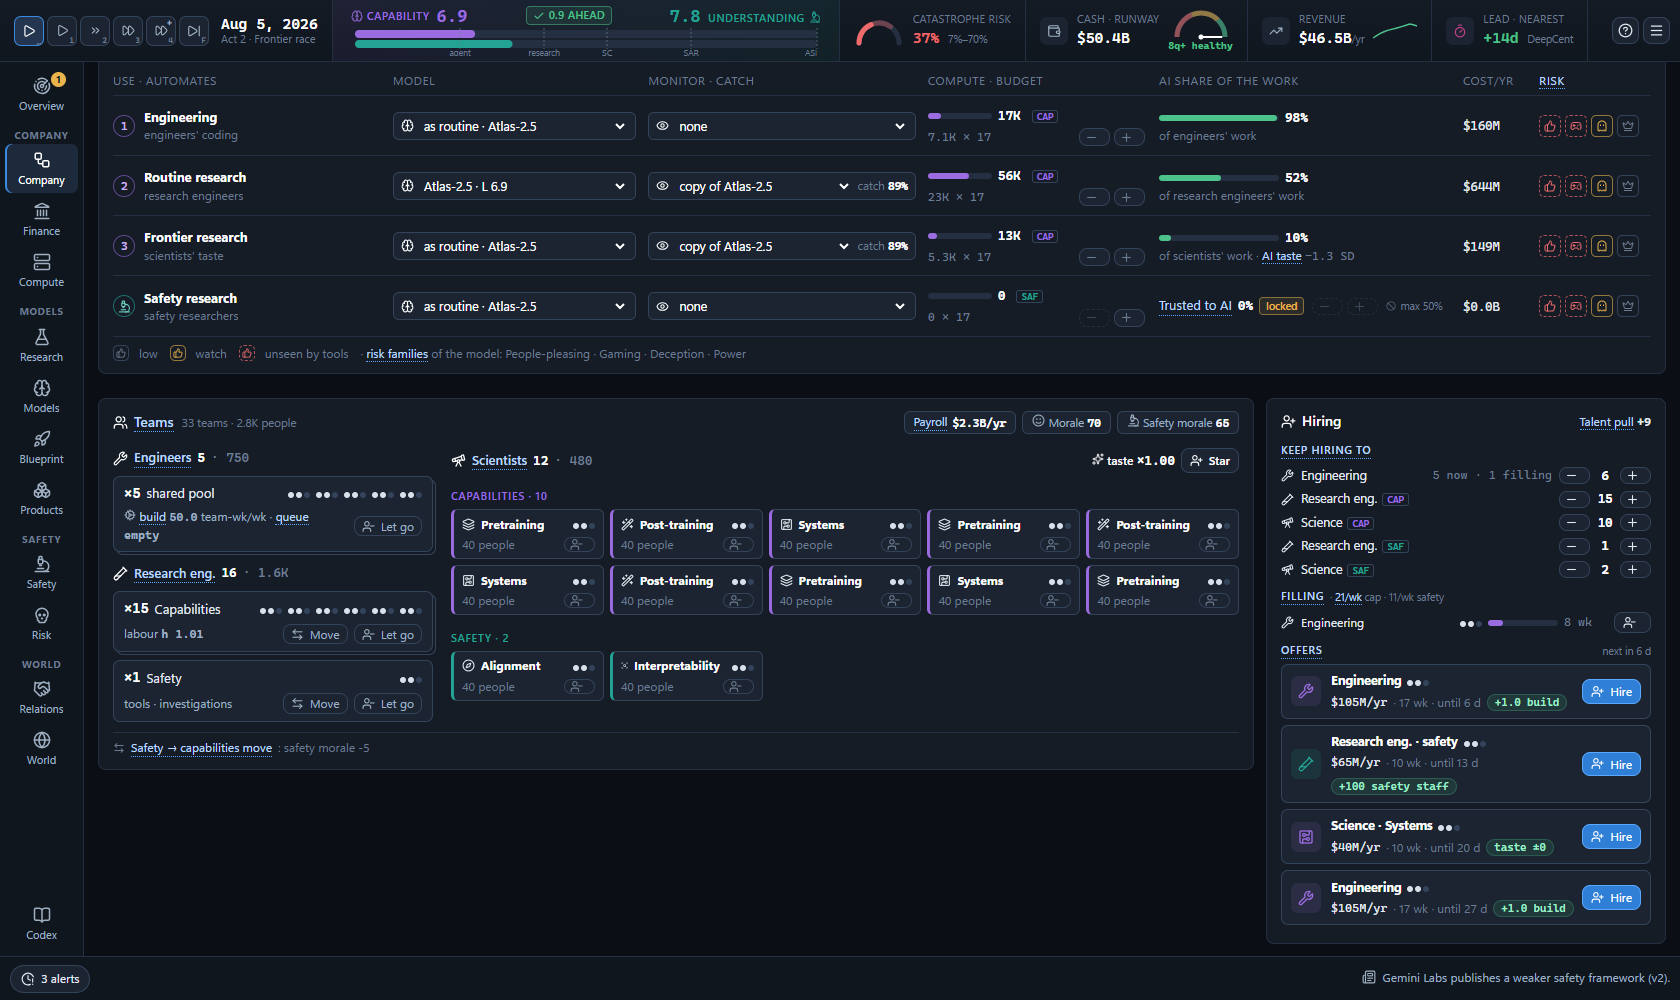 1
2
3
4
F
Aug 5, 2026
Act 2 · Frontier race
CAPABILITY 6.9
0.9 AHEAD
7.8 UNDERSTANDING
agent
research
SC
SAR
ASI
CATASTROPHE RISK
37% 7%–70%
CASH · RUNWAY
$50.4B
8q+ healthy
REVENUE
$46.5B/yr
LEAD · NEAREST
+14d DeepCent
1
Overview
COMPANY
Company
Finance
Compute
MODELS
Research
Models
Blueprint
Products
SAFETY
Safety
Risk
WORLD
Relations
World
Codex
USE · AUTOMATES
MODEL
MONITOR · CATCH
COMPUTE · BUDGET
AI SHARE OF THE WORK
COST/YR
RISK
1
Engineering
engineers' coding
as routine · Atlas-2.5
none
17K CAP
7.1K × 17
98%
of engineers' work
$160M
2
Routine research
research engineers
Atlas-2.5 · L 6.9
copy of Atlas-2.5
catch 89%
56K CAP
23K × 17
52%
of research engineers' work
$644M
3
Frontier research
scientists' taste
as routine · Atlas-2.5
copy of Atlas-2.5
catch 89%
13K CAP
5.3K × 17
10%
of scientists' work · AI taste −1.3 SD
$149M
Safety research
safety researchers
as routine · Atlas-2.5
none
0 SAF
0 × 17
Trusted to AI 0% locked
max 50%
$0.0B
low
watch
unseen by tools
· risk families of the model: People-pleasing · Gaming · Deception · Power
Teams 33 teams · 2.8K people
Payroll $2.3B/yr
Morale 70
Safety morale 65
Engineers 5 · 750
×5 shared pool
build 50.0 team-wk/wk · queue
empty
Let go
Research eng. 16 · 1.6K
×15 Capabilities
labour h 1.01
Move
Let go
×1 Safety
tools · investigations
Move
Let go
Scientists 12 · 480
taste ×1.00
Star
CAPABILITIES · 10
Pretraining
40 people
Post-training
40 people
Systems
40 people
Pretraining
40 people
Post-training
40 people
Systems
40 people
Post-training
40 people
Pretraining
40 people
Systems
40 people
Pretraining
40 people
SAFETY · 2
Alignment
40 people
Interpretability
40 people
Safety → capabilities move : safety morale -5
Hiring
Talent pull +9
KEEP HIRING TO
Engineering 5 now · 1 filling − 6 +
Research eng. CAP − 15 +
Science CAP − 10 +
Research eng. SAF − 1 +
Science SAF − 2 +
FILLING · 21/wk cap · 11/wk safety
Engineering 8 wk
OFFERS
next in 6 d
Engineering
$105M/yr · 17 wk · until 6 d +1.0 build
Hire
Research eng. · safety
$65M/yr · 10 wk · until 13 d
+100 safety staff
Hire
Science · Systems
$40M/yr · 10 wk · until 20 d taste ±0
Hire
Engineering
$105M/yr · 17 wk · until 27 d +1.0 build
Hire
3 alerts
Gemini Labs publishes a weaker safety framework (v2).